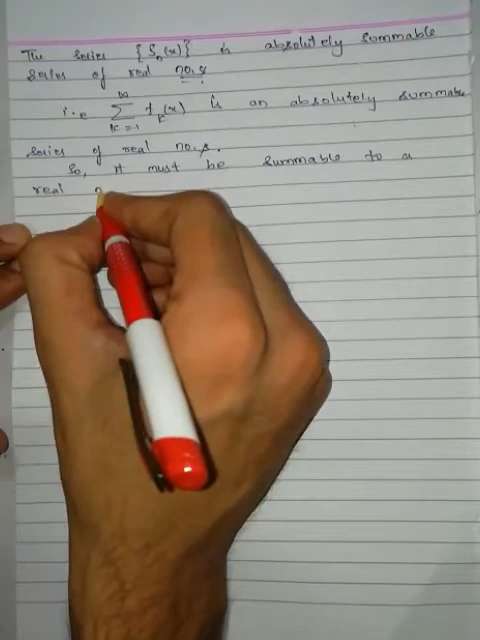 The series {Sₙ(x)} is absolutely summable
series of real no.s
i.e ∑_{k=1}^{∞} f_k(x) is an absolutely summable
series of real no.s.
So, it must be summable to a
real n